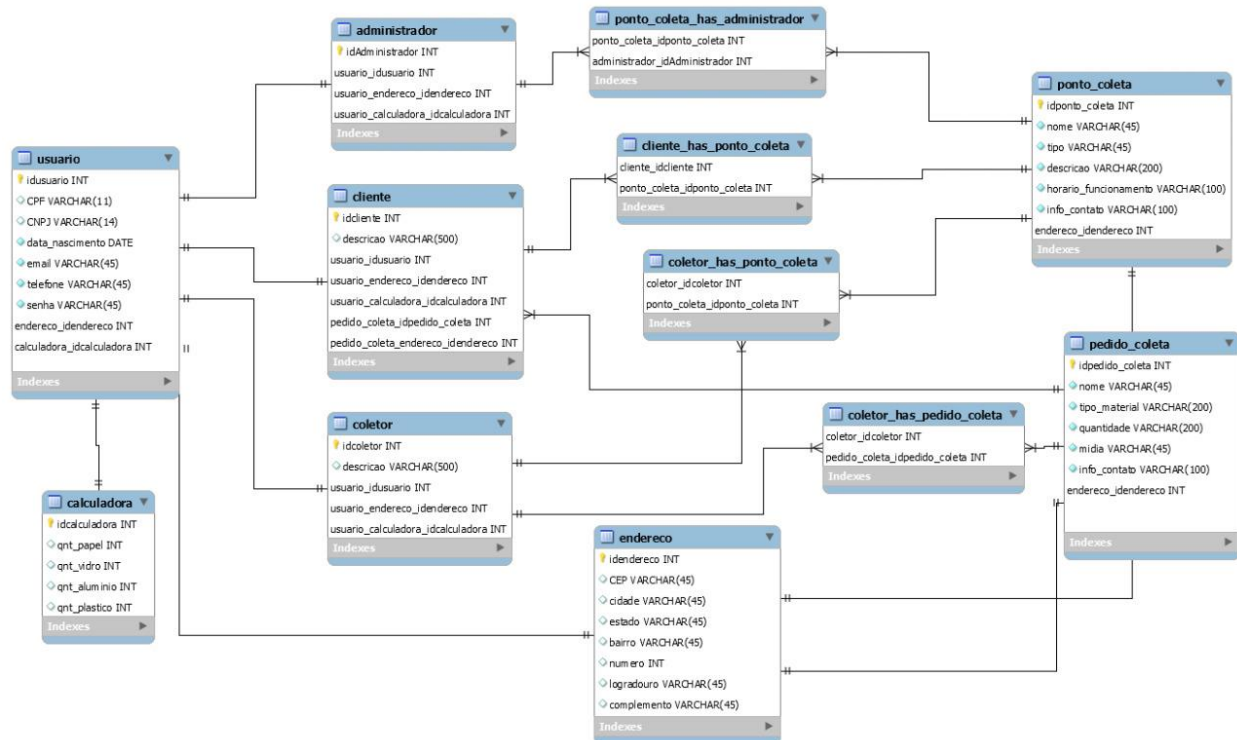 administrador
idAdministrador INT
usuario_idusuario INT
usuario_endereco_idendereco INT
usuario_calculadora_idcalculadora INT
Indexes
ponto_coleta_has_administrador
ponto_coleta_idponto_coleta INT
administrador_idAdministrador INT
Indexes
ponto_coleta
idponto_coleta INT
nome VARCHAR(45)
tipo VARCHAR(45)
descricao VARCHAR(200)
horario_funcionamento VARCHAR(100)
info_contato VARCHAR(100)
endereco_idendereco INT
Indexes
usuario
idusuario INT
CPF VARCHAR(11)
CNPJ VARCHAR(14)
data_nascimento DATE
email VARCHAR(45)
telefone VARCHAR(45)
senha VARCHAR(45)
endereco_idendereco INT
calculadora_idcalculadora INT
Indexes
cliente
idcliente INT
descricao VARCHAR(500)
usuario_idusuario INT
usuario_endereco_idendereco INT
usuario_calculadora_idcalculadora INT
pedido_coleta_idpedido_coleta INT
pedido_coleta_endereco_idendereco INT
Indexes
cliente_has_ponto_coleta
cliente_idcliente INT
ponto_coleta_idponto_coleta INT
Indexes
coletor_has_ponto_coleta
coletor_idcoletor INT
ponto_coleta_idponto_coleta INT
Indexes
pedido_coleta
idpedido_coleta INT
nome VARCHAR(45)
tipo_material VARCHAR(200)
quantidade VARCHAR(200)
midia VARCHAR(45)
info_contato VARCHAR(100)
endereco_idendereco INT
Indexes
coletor
idcoletor INT
descricao VARCHAR(500)
usuario_idusuario INT
usuario_endereco_idendereco INT
usuario_calculadora_idcalculadora INT
Indexes
coletor_has_pedido_coleta
coletor_idcoletor INT
pedido_coleta_idpedido_coleta INT
Indexes
calculadora
idcalculadora INT
qnt_papel INT
qnt_vidro INT
qnt_aluminio INT
qnt_plastico INT
Indexes
endereco
idendereco INT
CEP VARCHAR(45)
cidade VARCHAR(45)
estado VARCHAR(45)
bairro VARCHAR(45)
numero INT
logradouro VARCHAR(45)
complemento VARCHAR(45)
Indexes